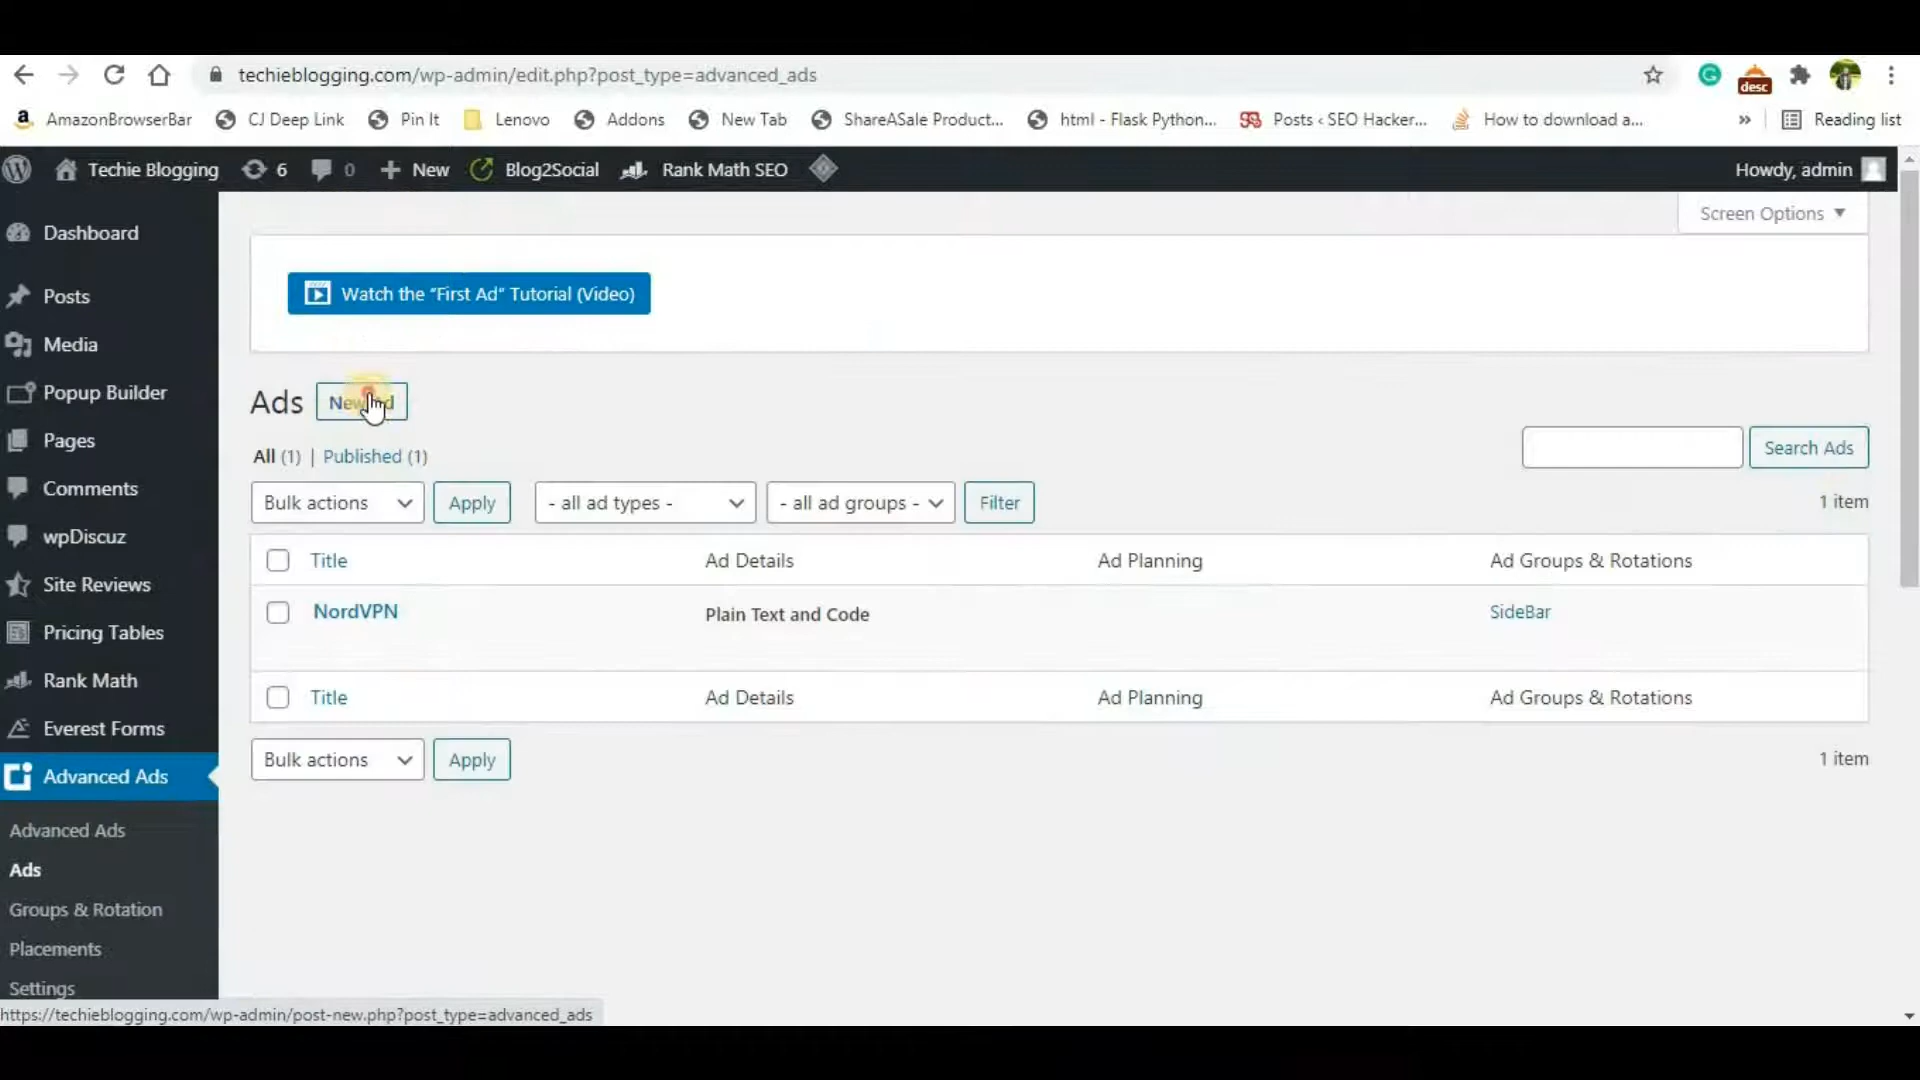 techieblogging.com/wp-admin/edit.php?post_type=advanced_ads
desc
AmazonBrowserBar CJ Deep Link Pin It Lenovo Addons New Tab ShareASale Product... html - Flask Python... Posts ‹ SEO Hacker... How to download a... » Reading list
Techie Blogging 6 0 + New Blog2Social Rank Math SEO Howdy, admin
Screen Options
Dashboard
Watch the "First Ad" Tutorial (Video)
Posts
Media
Popup Builder
Ads
Pages
All (1) | Published (1)
Search Ads
Comments
Bulk actions Apply - all ad types - - all ad groups - Filter 1 item
wpDiscuz
Title Ad Details Ad Planning Ad Groups & Rotations
Site Reviews
NordVPN Plain Text and Code SideBar
Pricing Tables
Rank Math
Title Ad Details Ad Planning Ad Groups & Rotations
Everest Forms
Bulk actions Apply 1 item
Advanced Ads
Advanced Ads
Ads
Groups & Rotation
Placements
Settings
https://techieblogging.com/wp-admin/post-new.php?post_type=advanced_ads